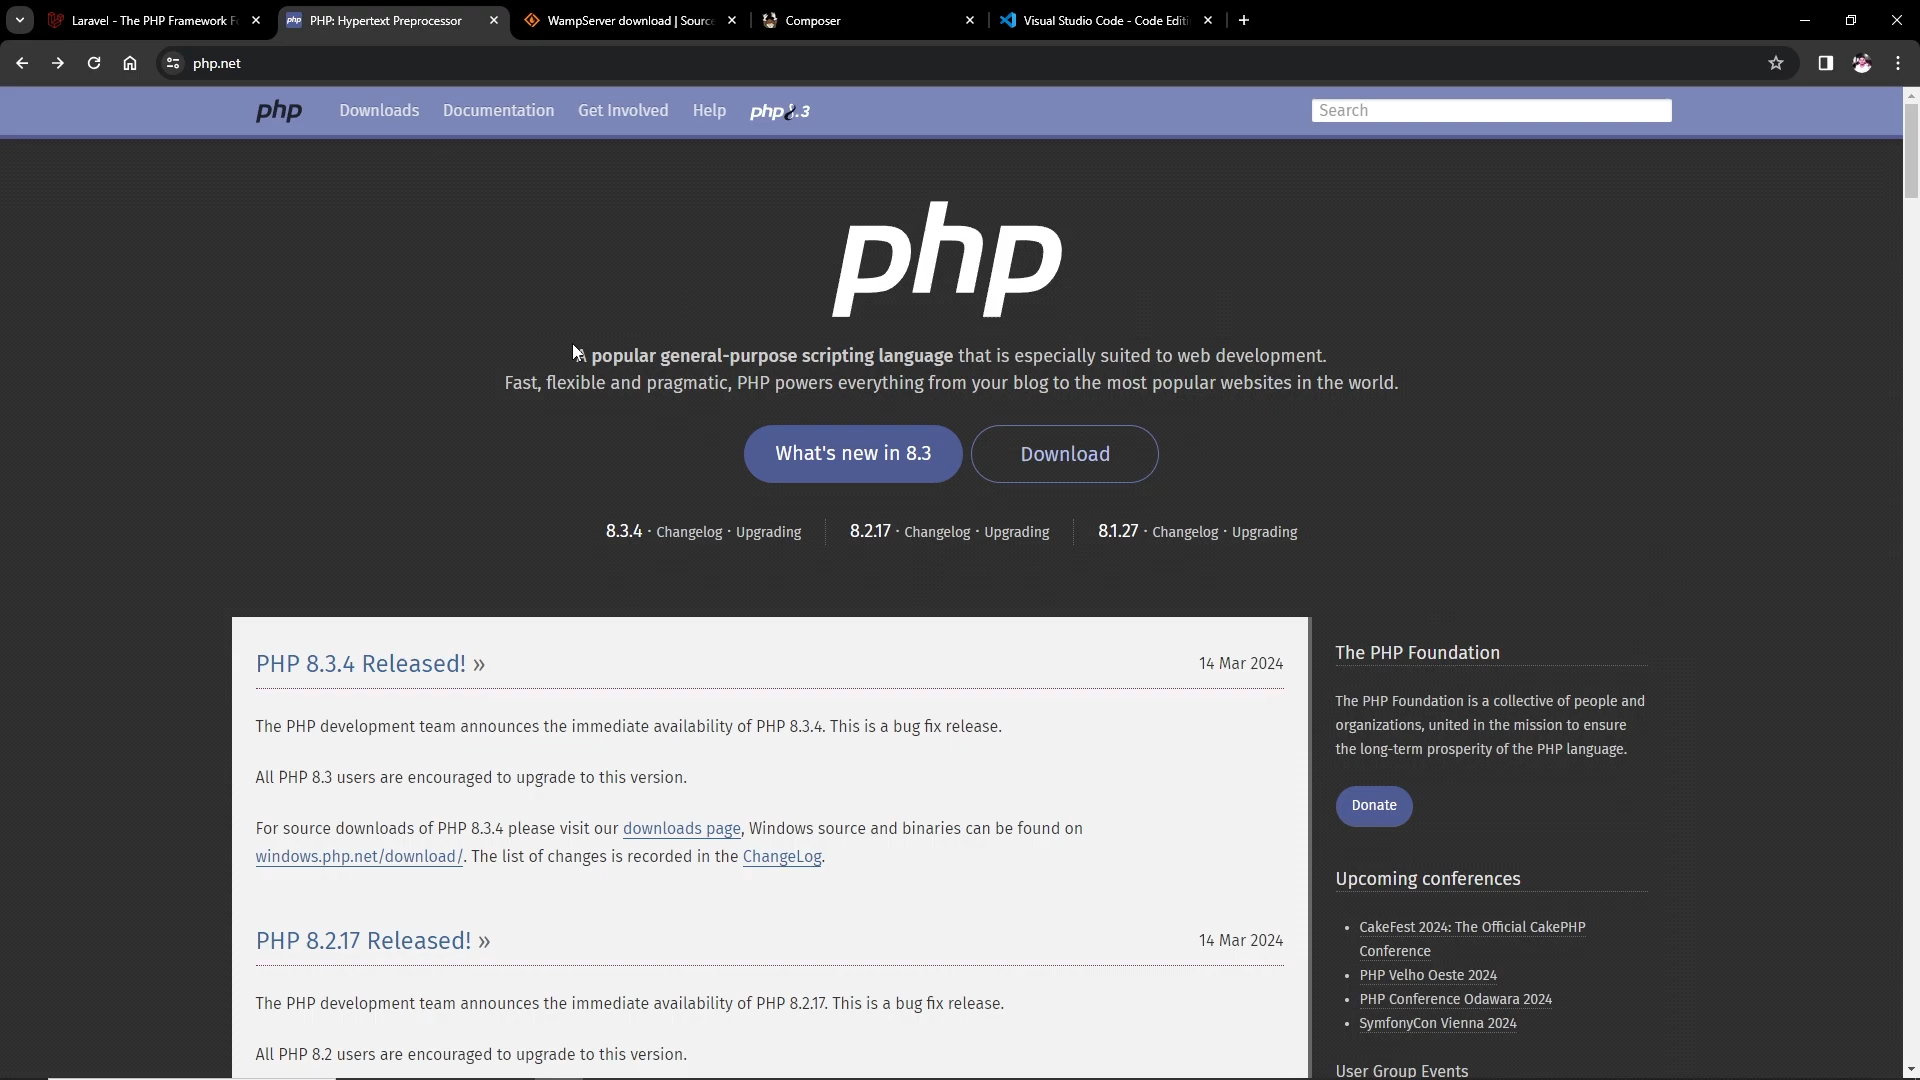 Laravel - The PHP Framework F
PHP: Hypertext Preprocessor
WampServer download | Source
Composer
Visual Studio Code - Code Editi
php.net
php
Downloads
Documentation
Get Involved
Help
php8.3
Search
php
A popular general-purpose scripting language that is especially suited to web development.
Fast, flexible and pragmatic, PHP powers everything from your blog to the most popular websites in the world.
What's new in 8.3
Download
8.3.4 · Changelog · Upgrading
8.2.17 · Changelog · Upgrading
8.1.27 · Changelog · Upgrading
PHP 8.3.4 Released! »
14 Mar 2024
The PHP development team announces the immediate availability of PHP 8.3.4. This is a bug fix release.
All PHP 8.3 users are encouraged to upgrade to this version.
For source downloads of PHP 8.3.4 please visit our downloads page, Windows source and binaries can be found on
windows.php.net/download/. The list of changes is recorded in the ChangeLog.
PHP 8.2.17 Released! »
14 Mar 2024
The PHP development team announces the immediate availability of PHP 8.2.17. This is a bug fix release.
All PHP 8.2 users are encouraged to upgrade to this version.
The PHP Foundation
The PHP Foundation is a collective of people and
organizations, united in the mission to ensure
the long-term prosperity of the PHP language.
Donate
Upcoming conferences
CakeFest 2024: The Official CakePHP
Conference
PHP Velho Oeste 2024
PHP Conference Odawara 2024
SymfonyCon Vienna 2024
User Group Events